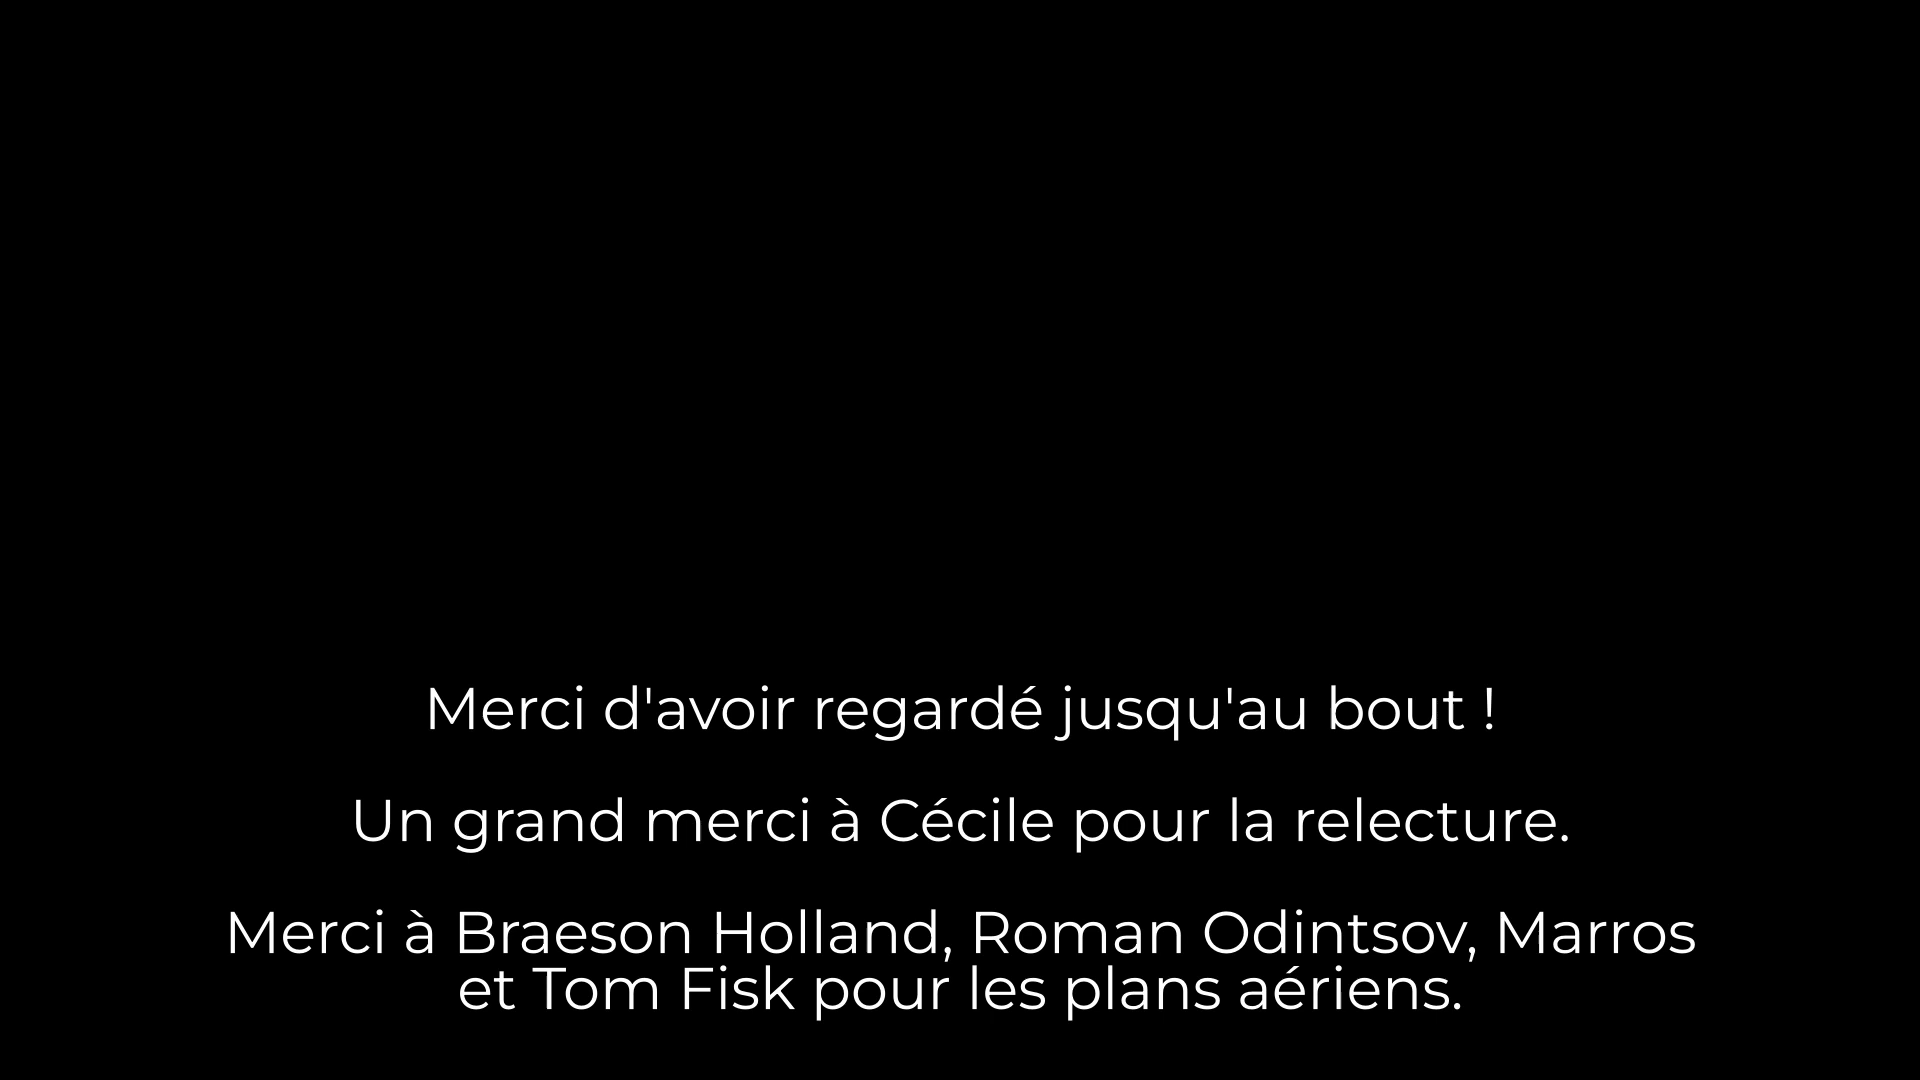 Merci d'avoir regardé jusqu'au bout !
Un grand merci à Cécile pour la relecture.
Merci à Braeson Holland, Roman Odintsov, Marros
et Tom Fisk pour les plans aériens.